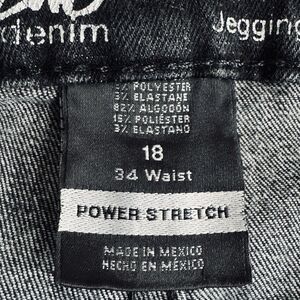 denim
Jegging
% POLYESTER
3% ELASTANE
82% ALGODÓN
15% POLIÉSTER
3% ELASTANO
18
34 Waist
POWER STRETCH
MADE IN MEXICO
HECHO EN MÉXICO